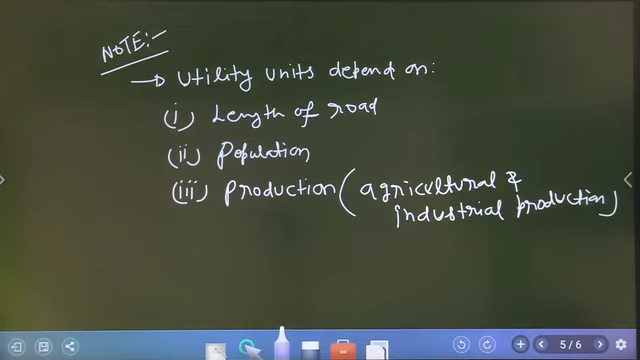 NOTE:-
→ Utility units depend on:
(i) Length of road
(ii) Population
(iii) Production (agricultural &
industrial production)
5/6